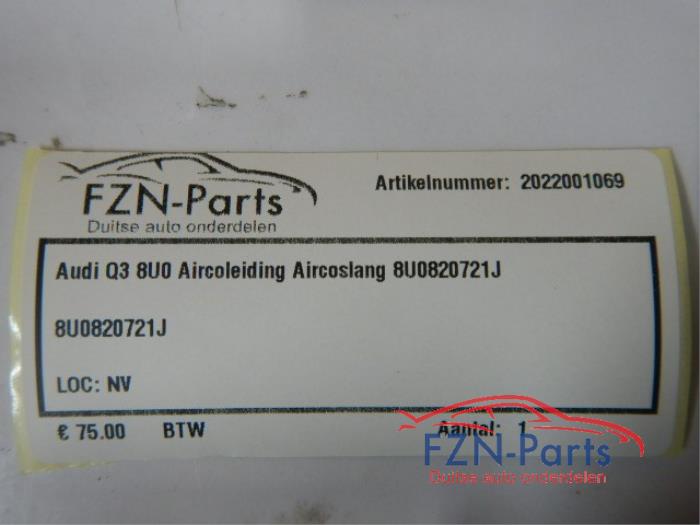 FZN-Parts
Duitse auto onderdelen
Artikelnummer: 2022001069
Audi Q3 8U0 Aircoleiding Aircoslang 8U0820721J
8U0820721J
LOC: NV
€ 75.00 BTW Aantal: 1
FZN-Parts
Duitse auto onderdelen